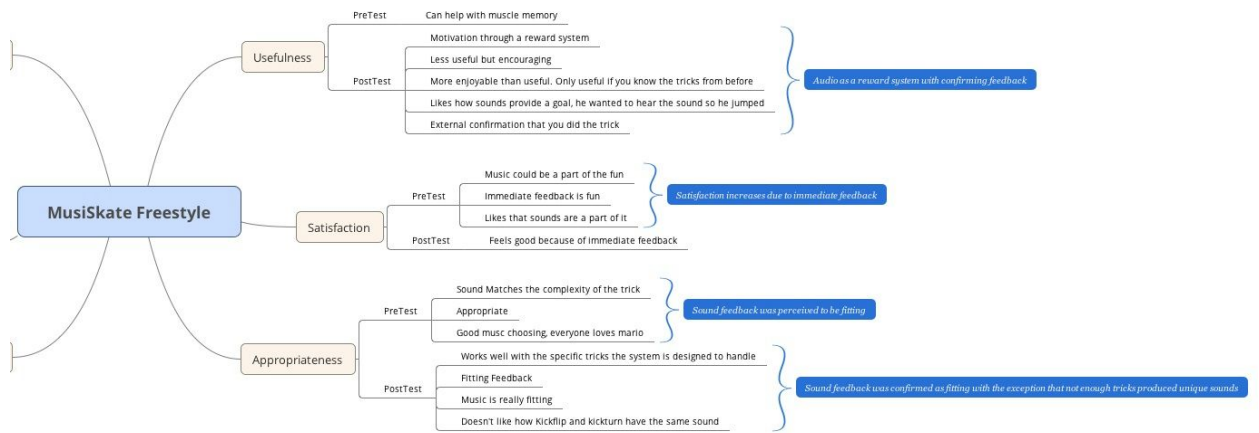 MusiSkate Freestyle
Usefulness
PreTest
Can help with muscle memory
PostTest
Motivation through a reward system
Less useful but encouraging
More enjoyable than useful. Only useful if you know the tricks from before
Likes how sounds provide a goal, he wanted to hear the sound so he jumped
External confirmation that you did the trick
Audio as a reward system with confirming feedback
Satisfaction
PreTest
Music could be a part of the fun
Immediate feedback is fun
Likes that sounds are a part of it
Satisfaction increases due to immediate feedback
PostTest
Feels good because of immediate feedback
Appropriateness
PreTest
Sound Matches the complexity of the trick
Appropriate
Good musc choosing, everyone loves mario
Sound feedback was perceived to be fitting
PostTest
Works well with the specific tricks the system is designed to handle
Fitting Feedback
Music is really fitting
Doesn't like how Kickflip and kickturn have the same sound
Sound feedback was confirmed as fitting with the exception that not enough tricks produced unique sounds